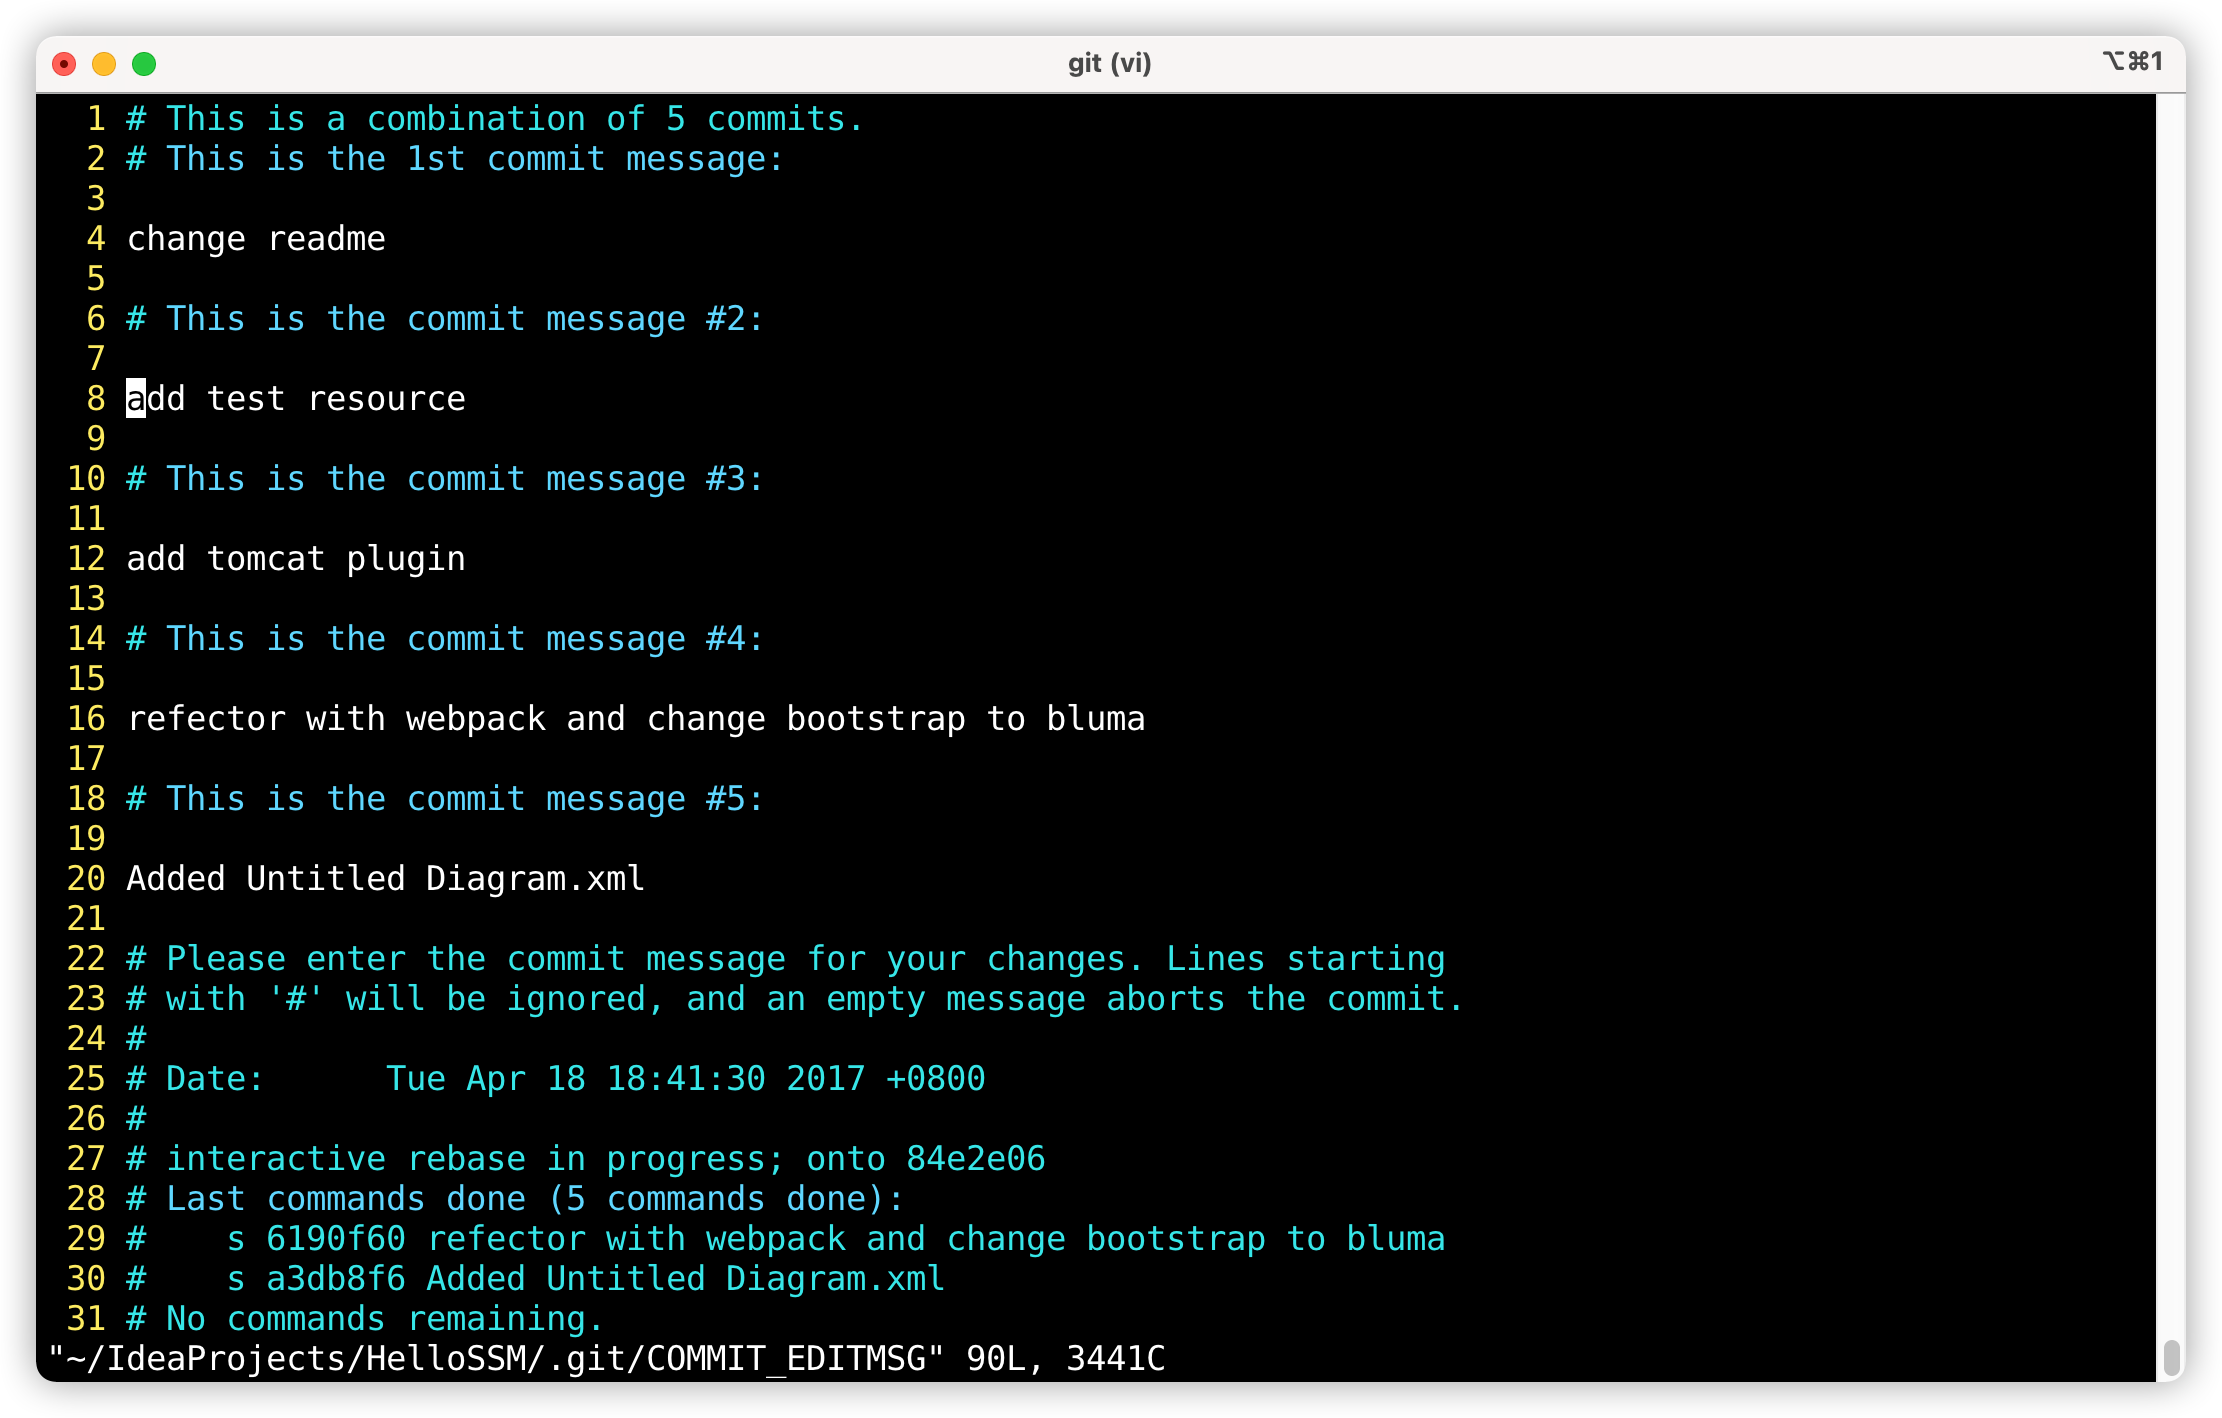 git (vi)
⌥⌘1
1 # This is a combination of 5 commits.
2 # This is the 1st commit message:
3
4 change readme
5
6 # This is the commit message #2:
7
8 add test resource
9
10 # This is the commit message #3:
11
12 add tomcat plugin
13
14 # This is the commit message #4:
15
16 refector with webpack and change bootstrap to bluma
17
18 # This is the commit message #5:
19
20 Added Untitled Diagram.xml
21
22 # Please enter the commit message for your changes. Lines starting
23 # with '#' will be ignored, and an empty message aborts the commit.
24 #
25 # Date:      Tue Apr 18 18:41:30 2017 +0800
26 #
27 # interactive rebase in progress; onto 84e2e06
28 # Last commands done (5 commands done):
29 #    s 6190f60 refector with webpack and change bootstrap to bluma
30 #    s a3db8f6 Added Untitled Diagram.xml
31 # No commands remaining.
"~/IdeaProjects/HelloSSM/.git/COMMIT_EDITMSG" 90L, 3441C